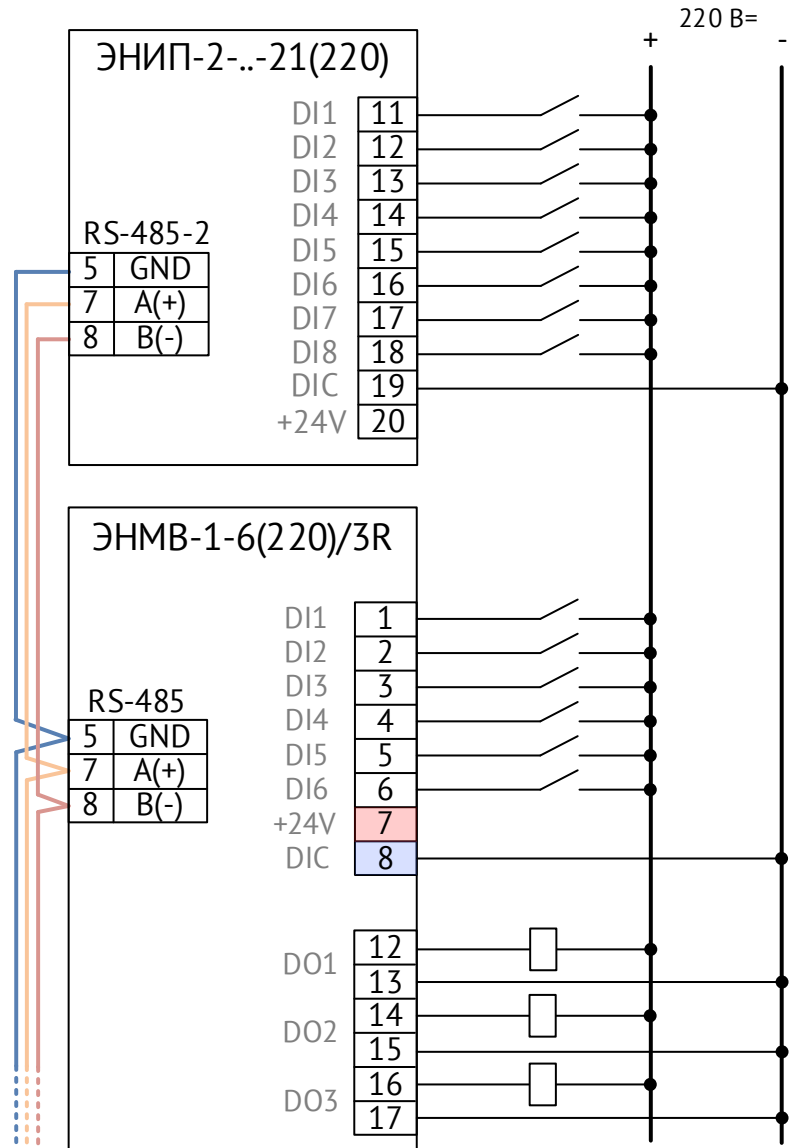 220 В=
+ -
ЭНИП-2-..-21(220)
DI1 11
DI2 12
DI3 13
DI4 14
DI5 15
DI6 16
DI7 17
DI8 18
DIC 19
+24V 20
RS-485-2
5 GND
7 A(+)
8 B(-)
ЭНМВ-1-6(220)/3R
DI1 1
DI2 2
DI3 3
DI4 4
DI5 5
DI6 6
+24V 7
DIC 8
RS-485
5 GND
7 A(+)
8 B(-)
DO1 12
13
DO2 14
15
DO3 16
17